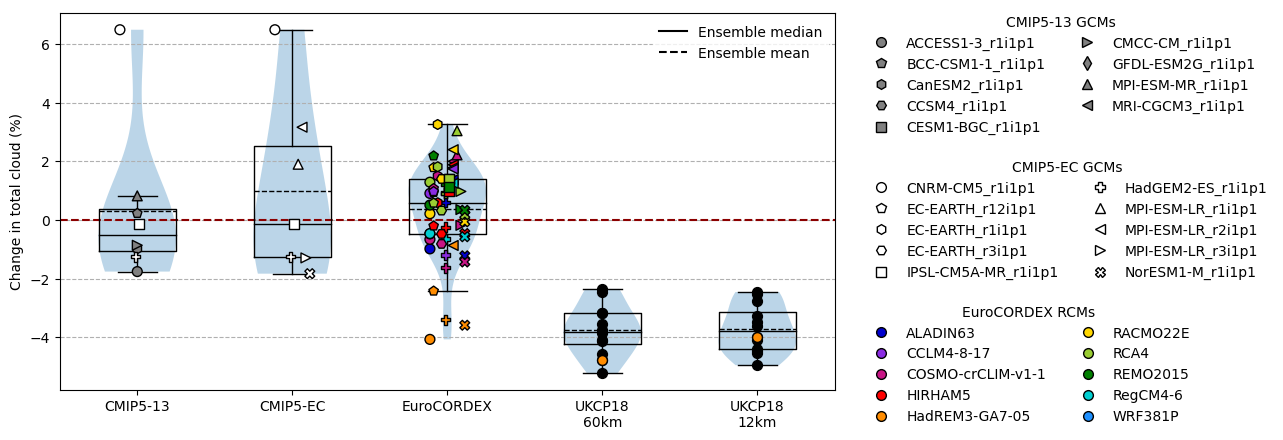 Change in total cloud (%)
6
4
2
0
−2
−4
Ensemble median
Ensemble mean
CMIP5-13
CMIP5-EC
EuroCORDEX
UKCP18
60km
UKCP18
12km
CMIP5-13 GCMs
ACCESS1-3_r1i1p1
BCC-CSM1-1_r1i1p1
CanESM2_r1i1p1
CCSM4_r1i1p1
CESM1-BGC_r1i1p1
CMCC-CM_r1i1p1
GFDL-ESM2G_r1i1p1
MPI-ESM-MR_r1i1p1
MRI-CGCM3_r1i1p1
CMIP5-EC GCMs
CNRM-CM5_r1i1p1
EC-EARTH_r12i1p1
EC-EARTH_r1i1p1
EC-EARTH_r3i1p1
IPSL-CM5A-MR_r1i1p1
HadGEM2-ES_r1i1p1
MPI-ESM-LR_r1i1p1
MPI-ESM-LR_r2i1p1
MPI-ESM-LR_r3i1p1
NorESM1-M_r1i1p1
EuroCORDEX RCMs
ALADIN63
CCLM4-8-17
COSMO-crCLIM-v1-1
HIRHAM5
HadREM3-GA7-05
RACMO22E
RCA4
REMO2015
RegCM4-6
WRF381P